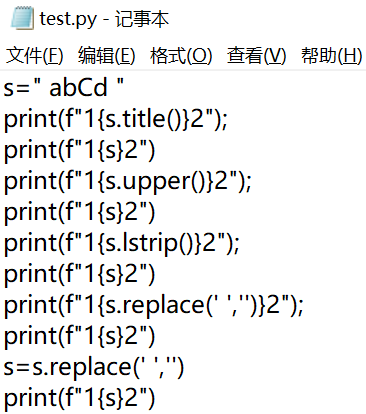 test.py - 记事本
文件(F) 编辑(E) 格式(O) 查看(V) 帮助(H)
s=" abCd "
print(f"1{s.title()}2");
print(f"1{s}2")
print(f"1{s.upper()}2");
print(f"1{s}2")
print(f"1{s.lstrip()}2");
print(f"1{s}2")
print(f"1{s.replace(' ','')}2");
print(f"1{s}2")
s=s.replace(' ','')
print(f"1{s}2")